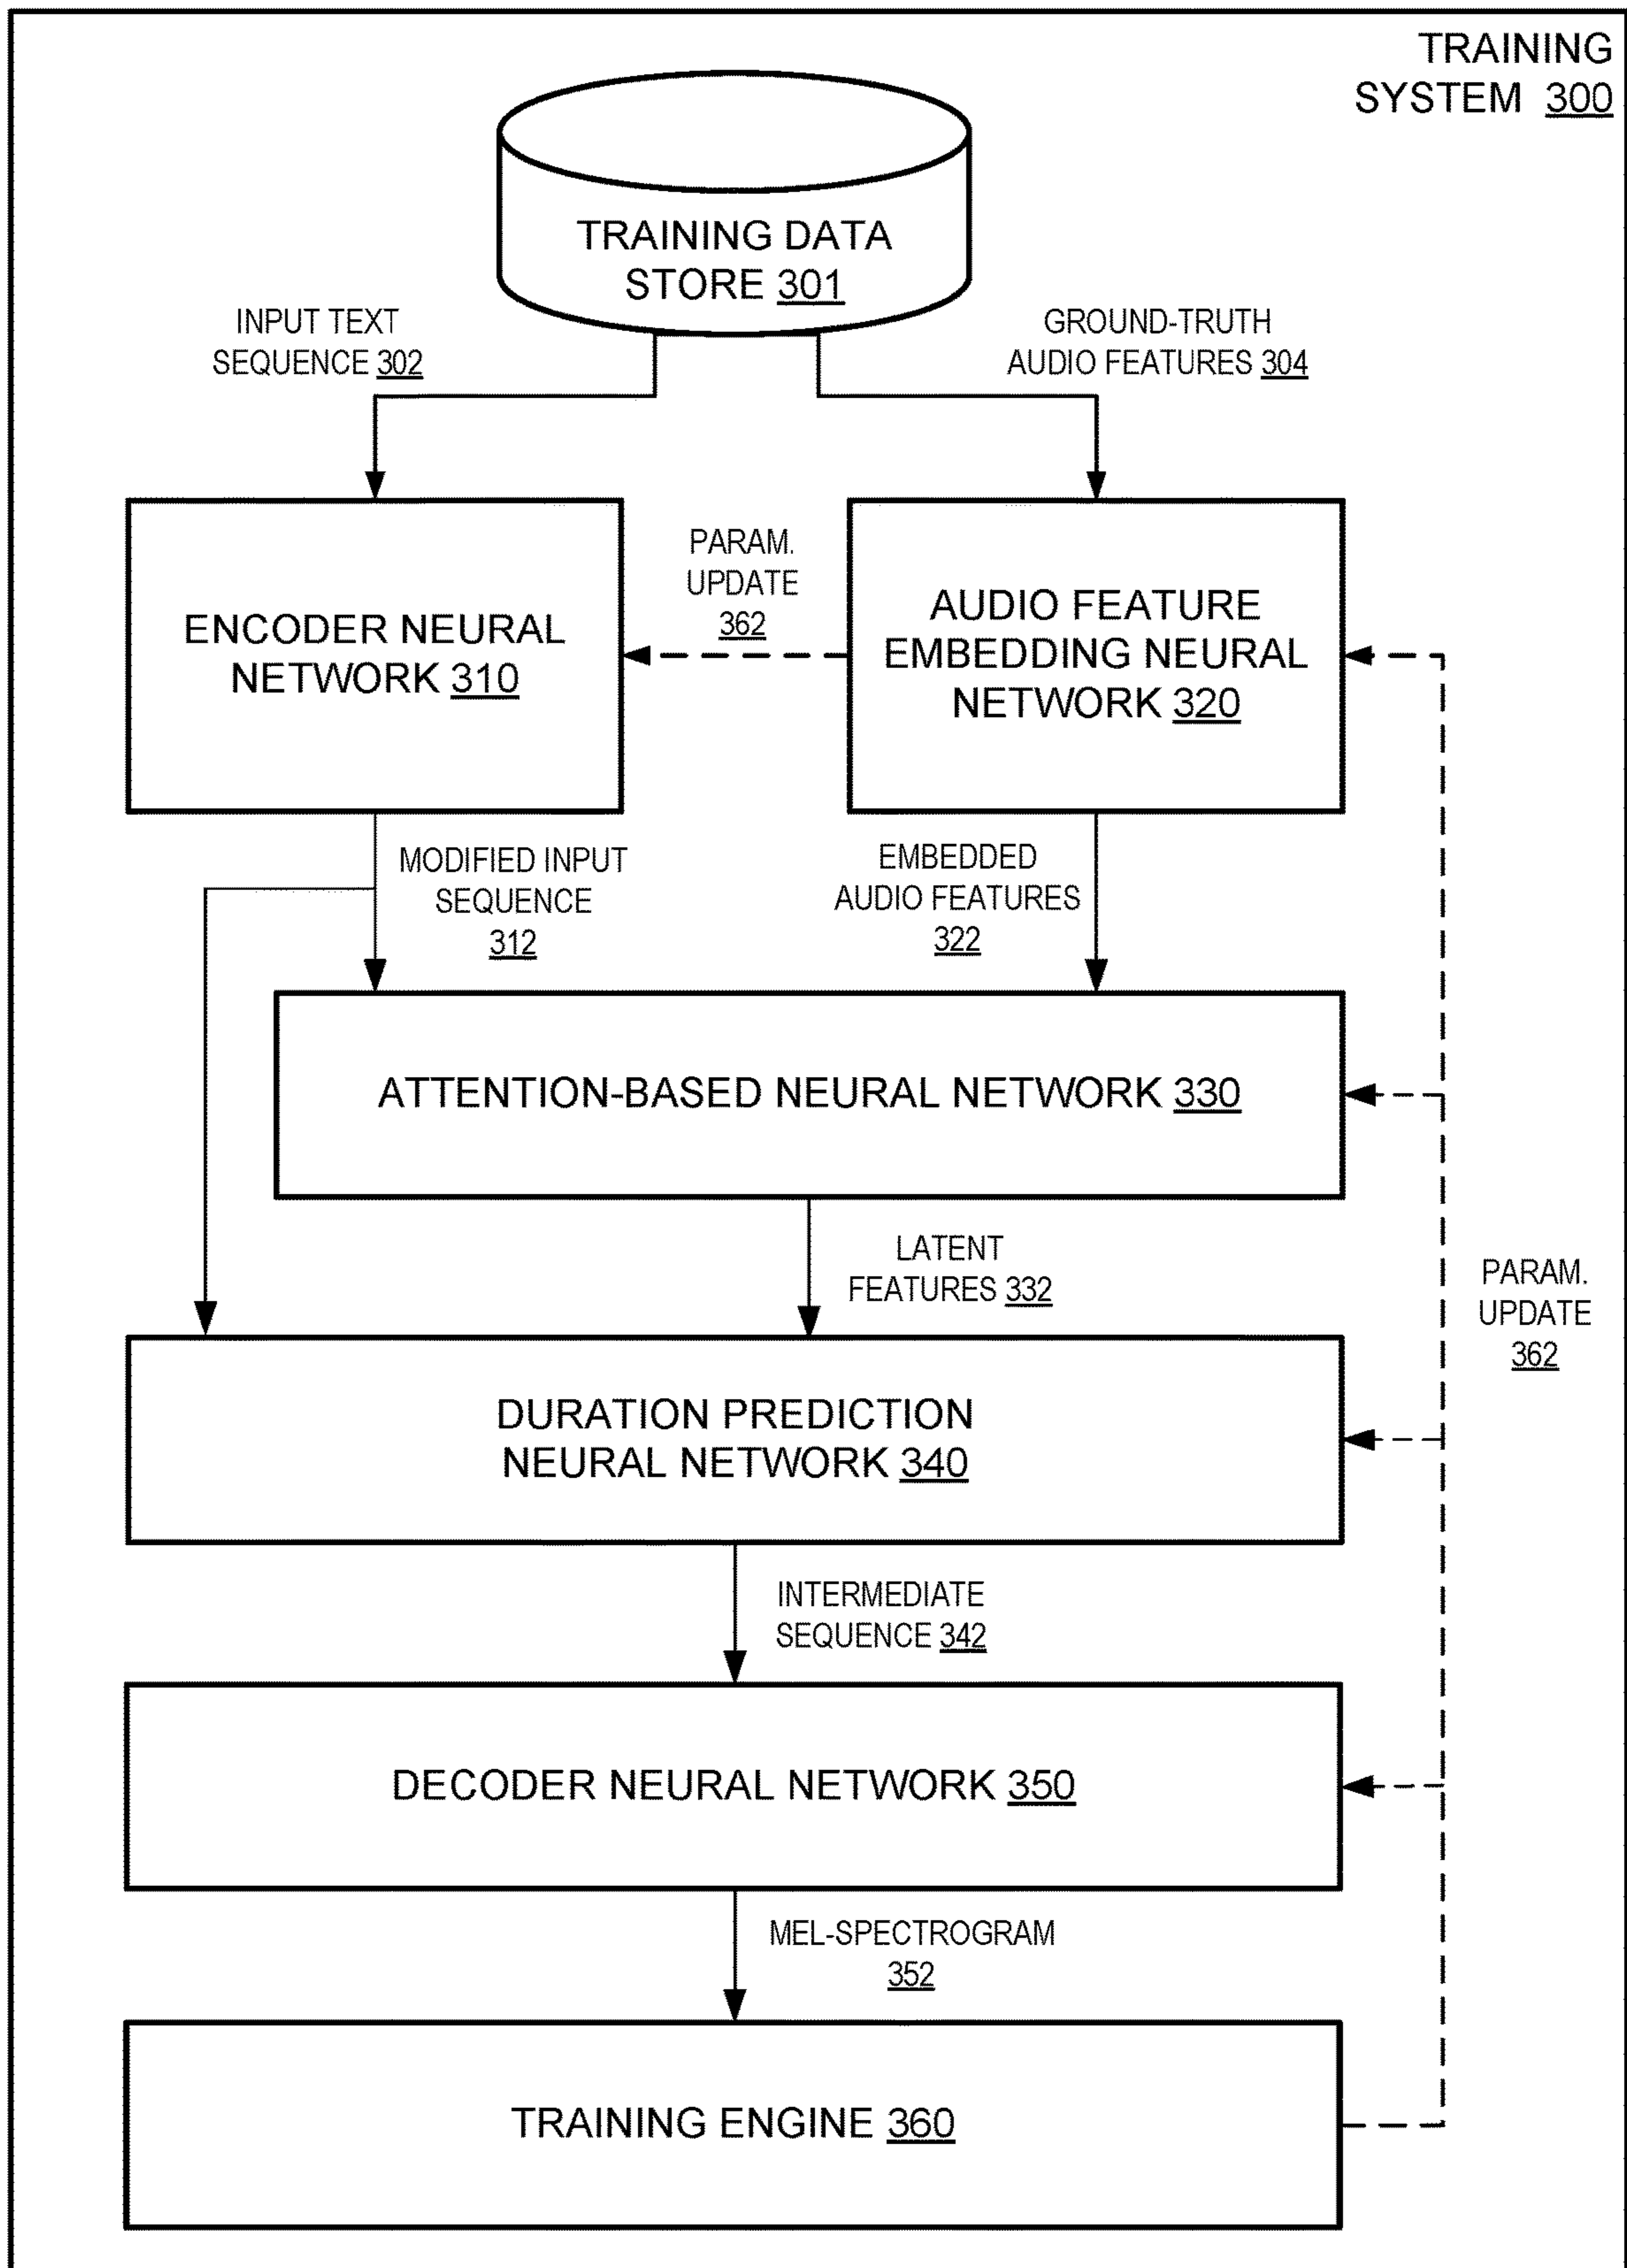 TRAINING
SYSTEM 300
TRAINING DATA
STORE 301
INPUT TEXT
SEQUENCE 302
GROUND-TRUTH
AUDIO FEATURES 304
ENCODER NEURAL
NETWORK 310
PARAM.
UPDATE
362
AUDIO FEATURE
EMBEDDING NEURAL
NETWORK 320
MODIFIED INPUT
SEQUENCE
312
EMBEDDED
AUDIO FEATURES
322
ATTENTION-BASED NEURAL NETWORK 330
LATENT
FEATURES 332
PARAM.
UPDATE
362
DURATION PREDICTION
NEURAL NETWORK 340
INTERMEDIATE
SEQUENCE 342
DECODER NEURAL NETWORK 350
MEL-SPECTROGRAM
352
TRAINING ENGINE 360